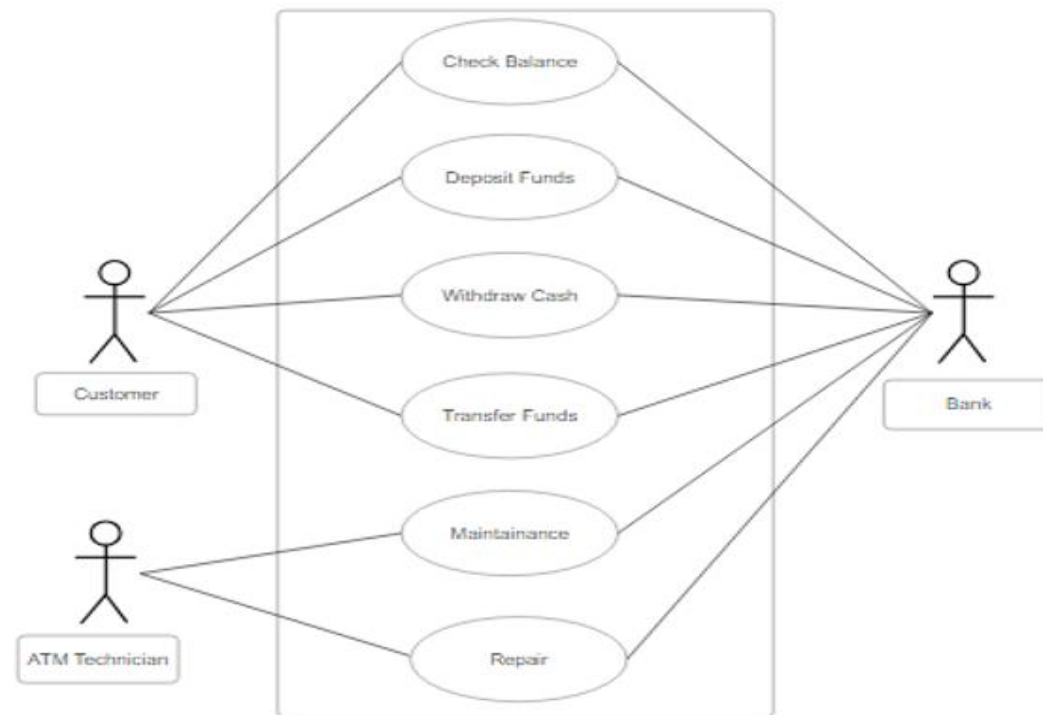 Check Balance
Deposit Funds
Withdraw Cash
Transfer Funds
Customer
Bank
Maintainance
ATM Technician
Repair